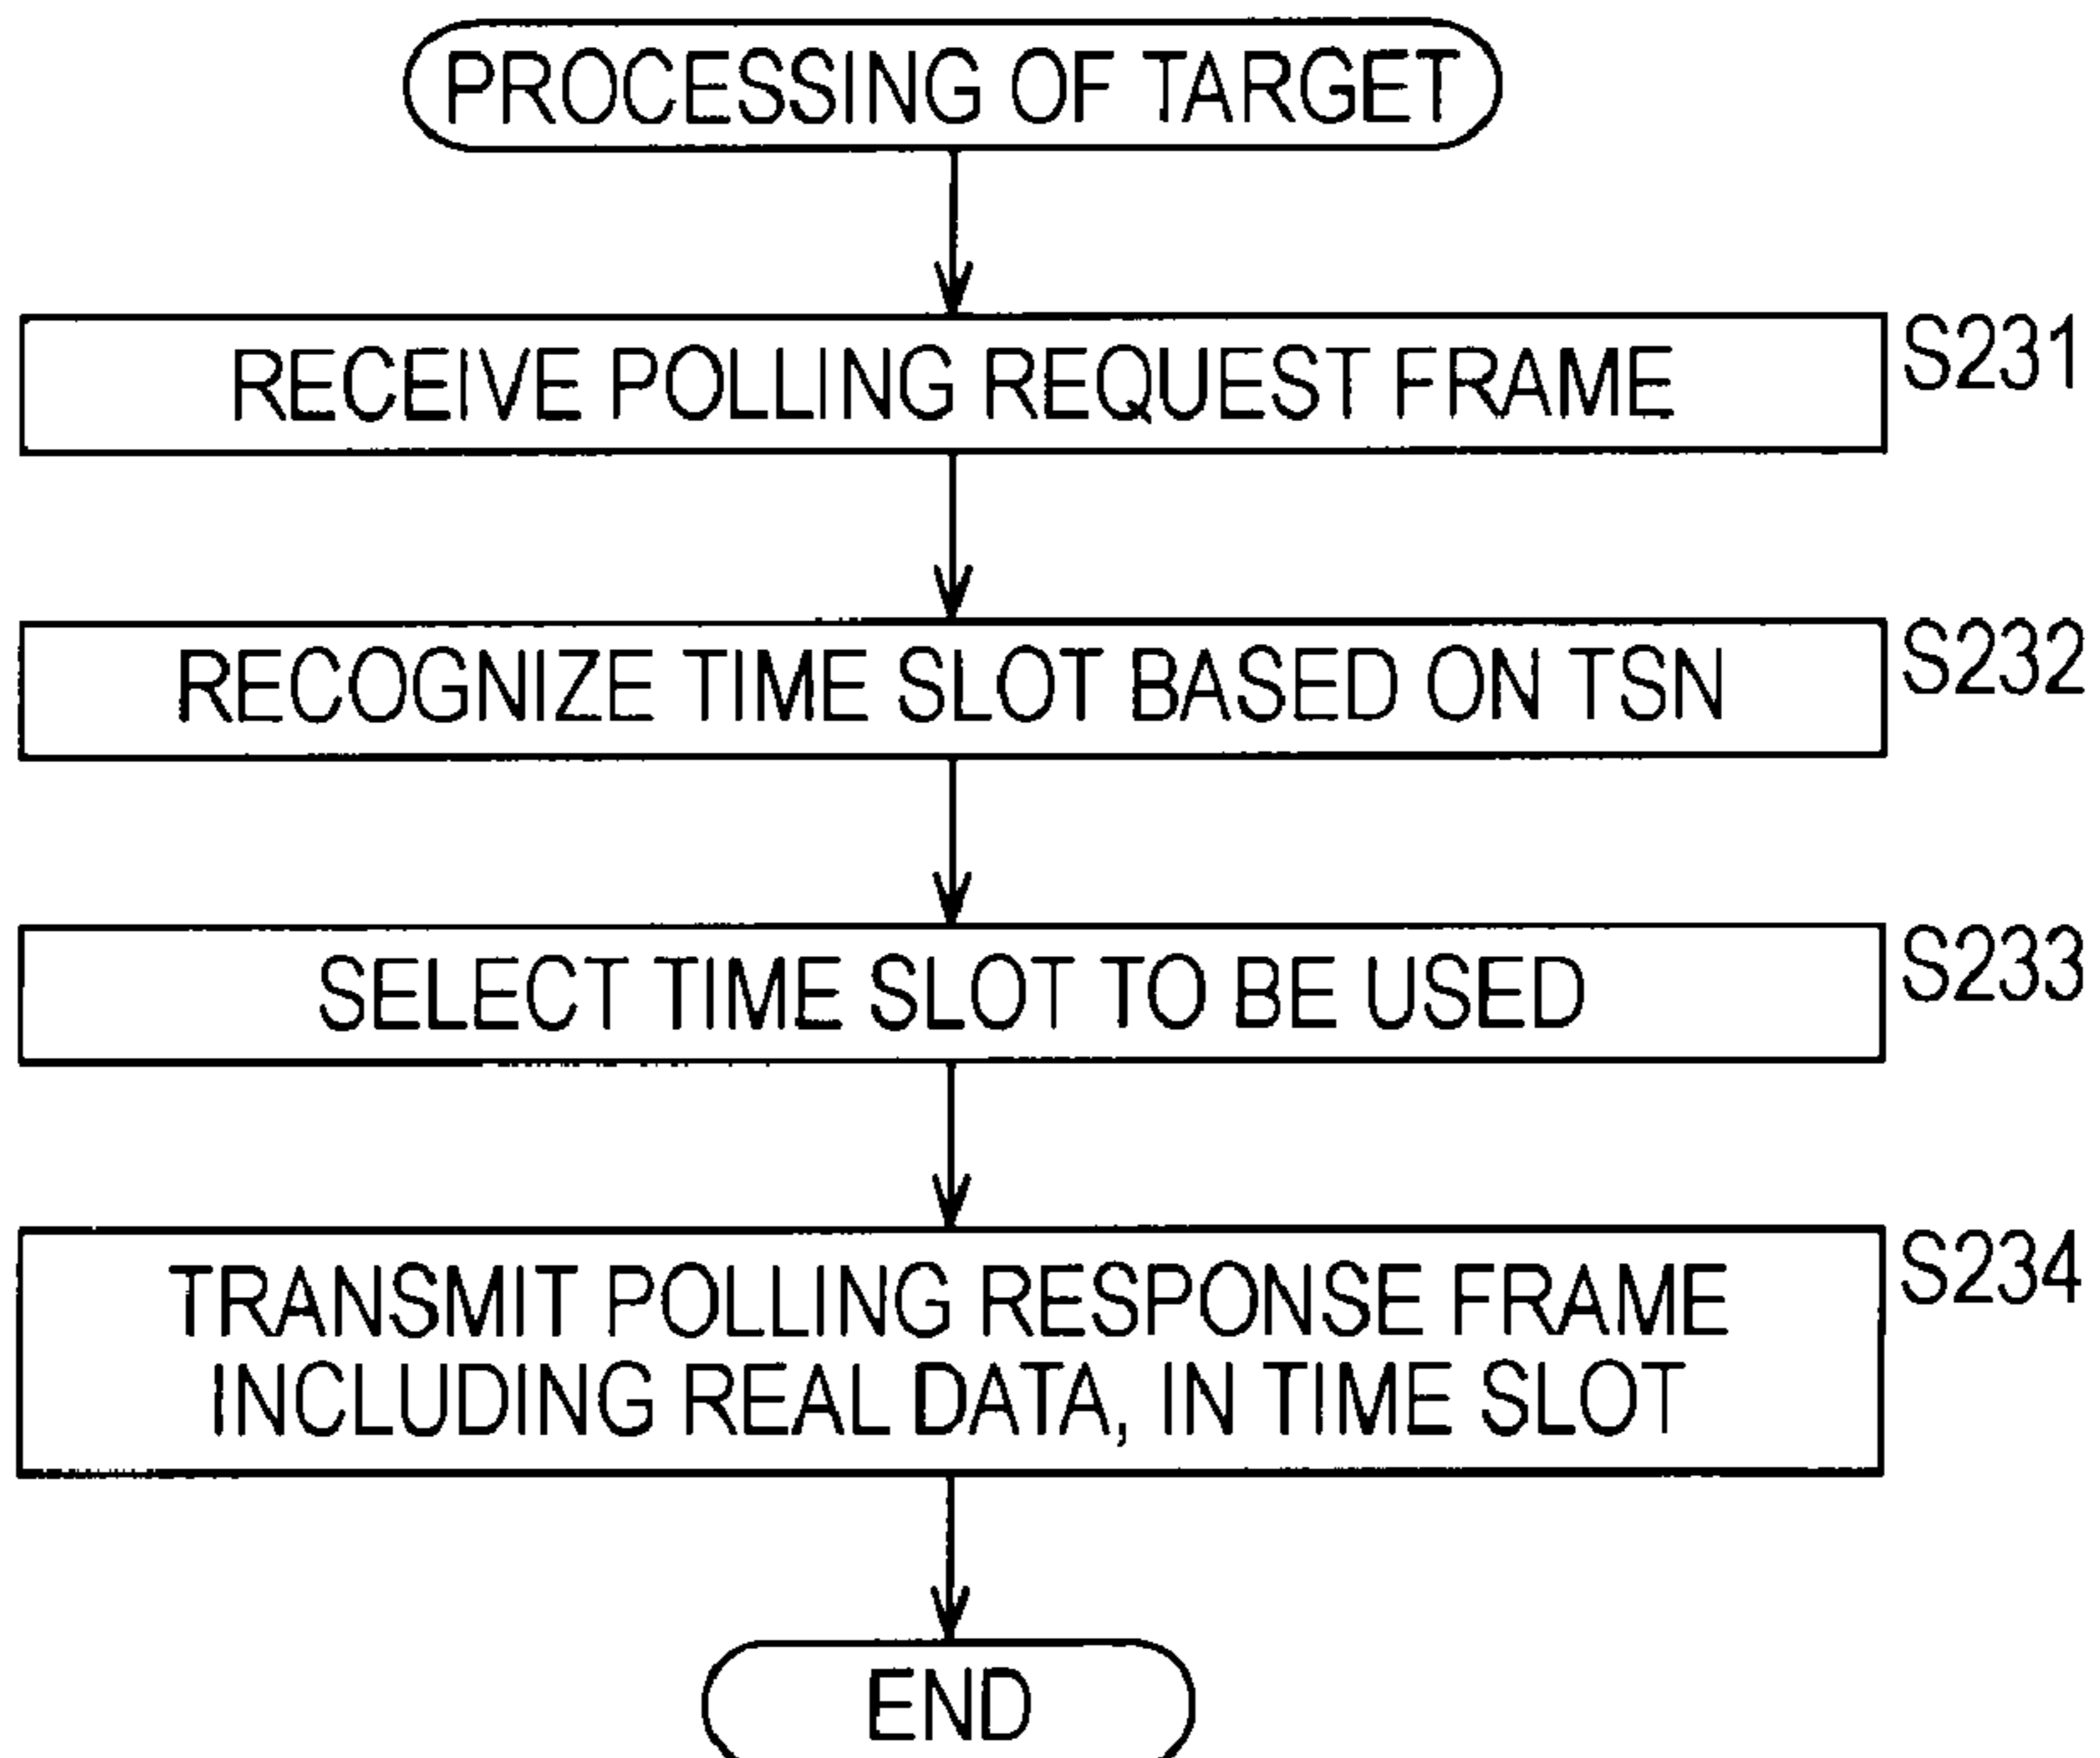 PROCESSING OF TARGET
RECEIVE POLLING REQUEST FRAME
S231
RECOGNIZE TIME SLOT BASED ON TSN
S232
SELECT TIME SLOT TO BE USED
S233
TRANSMIT POLLING RESPONSE FRAME
INCLUDING REAL DATA, IN TIME SLOT
S234
END